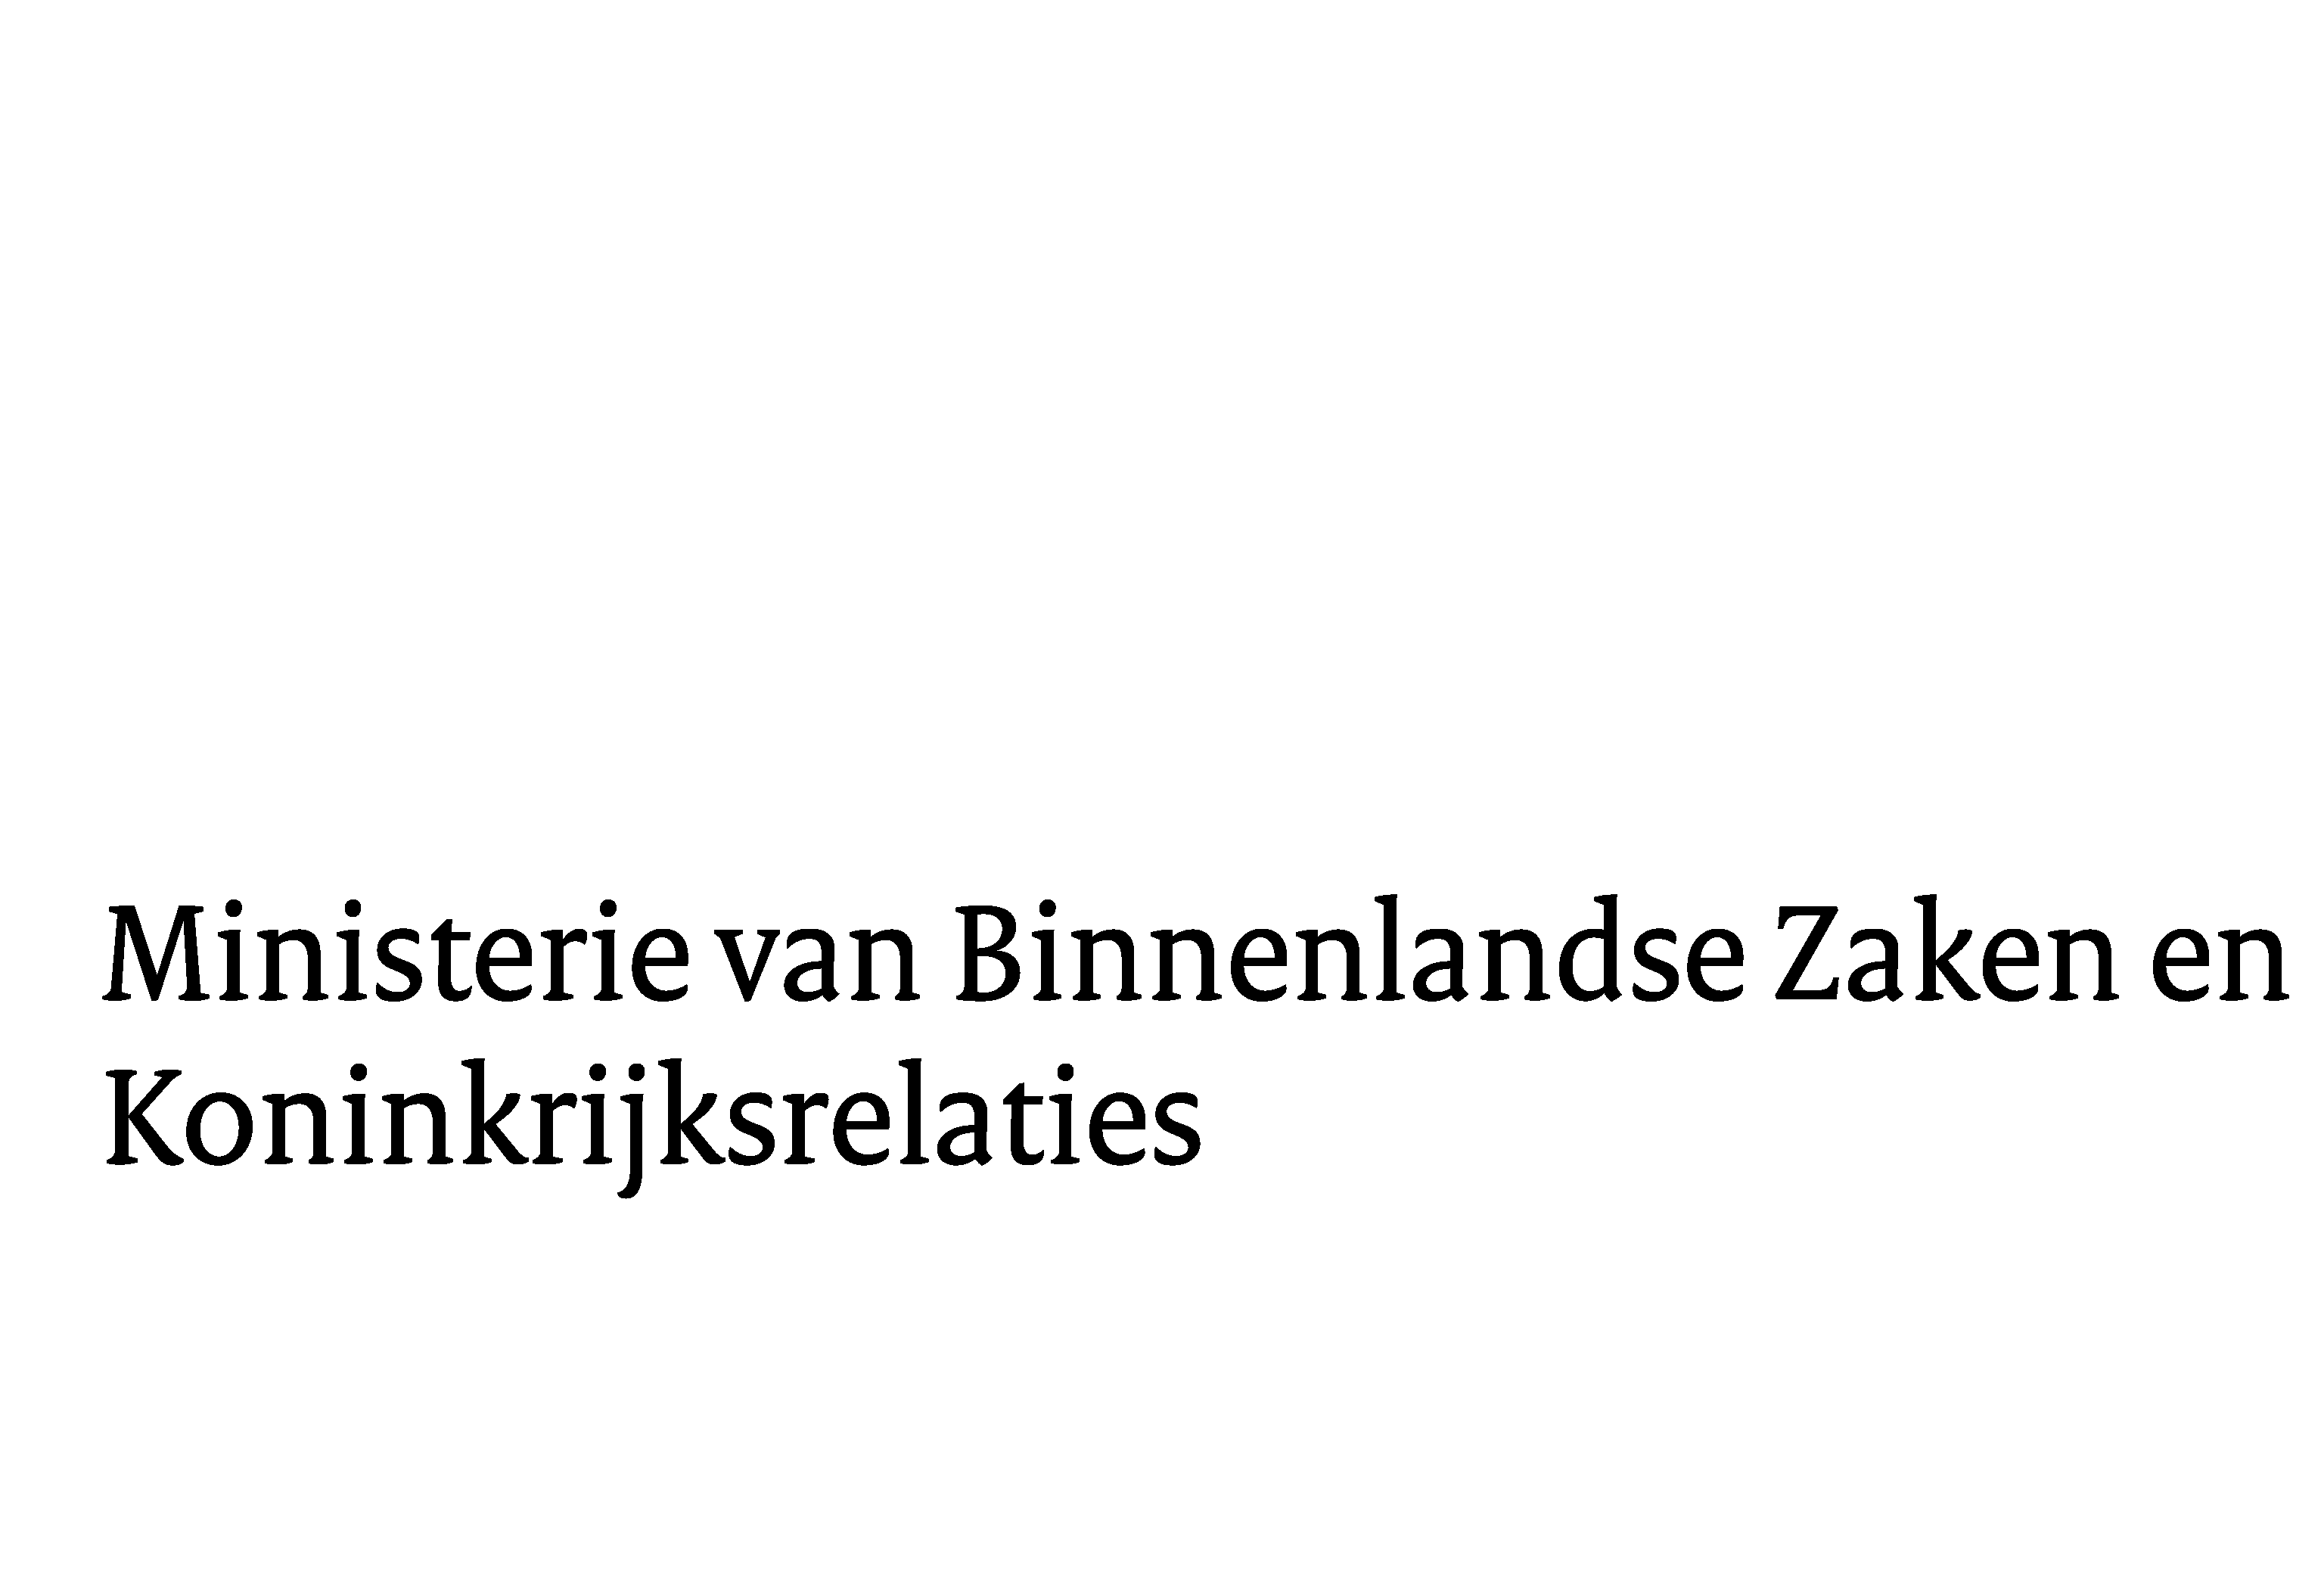 Ministerie van Binnenlandse Zaken en
Koninkrijksrelaties